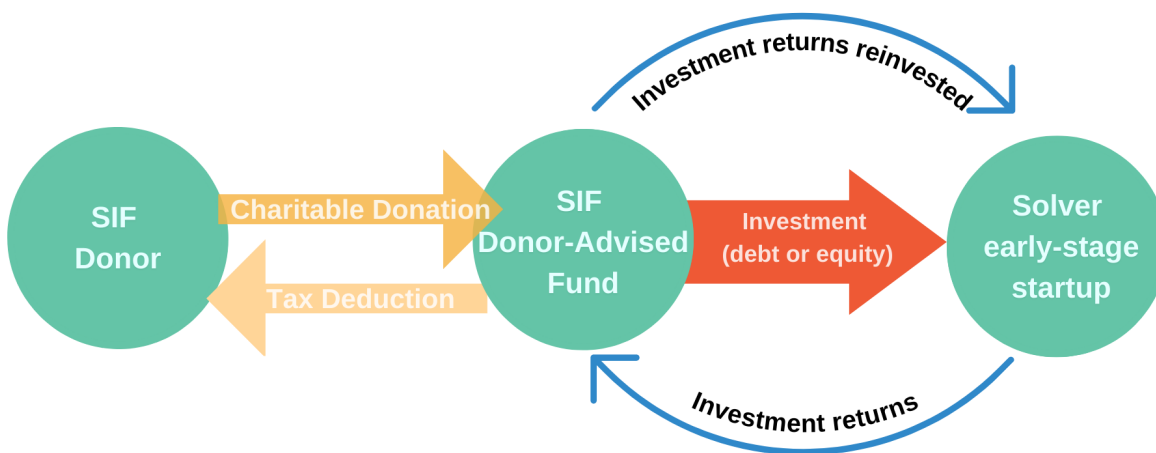 Investment returns reinvested
SIF
Donor
Charitable Donation
Tax Deduction
SIF
Donor-Advised
Fund
Investment
(debt or equity)
Solver
early-stage
startup
Investment returns